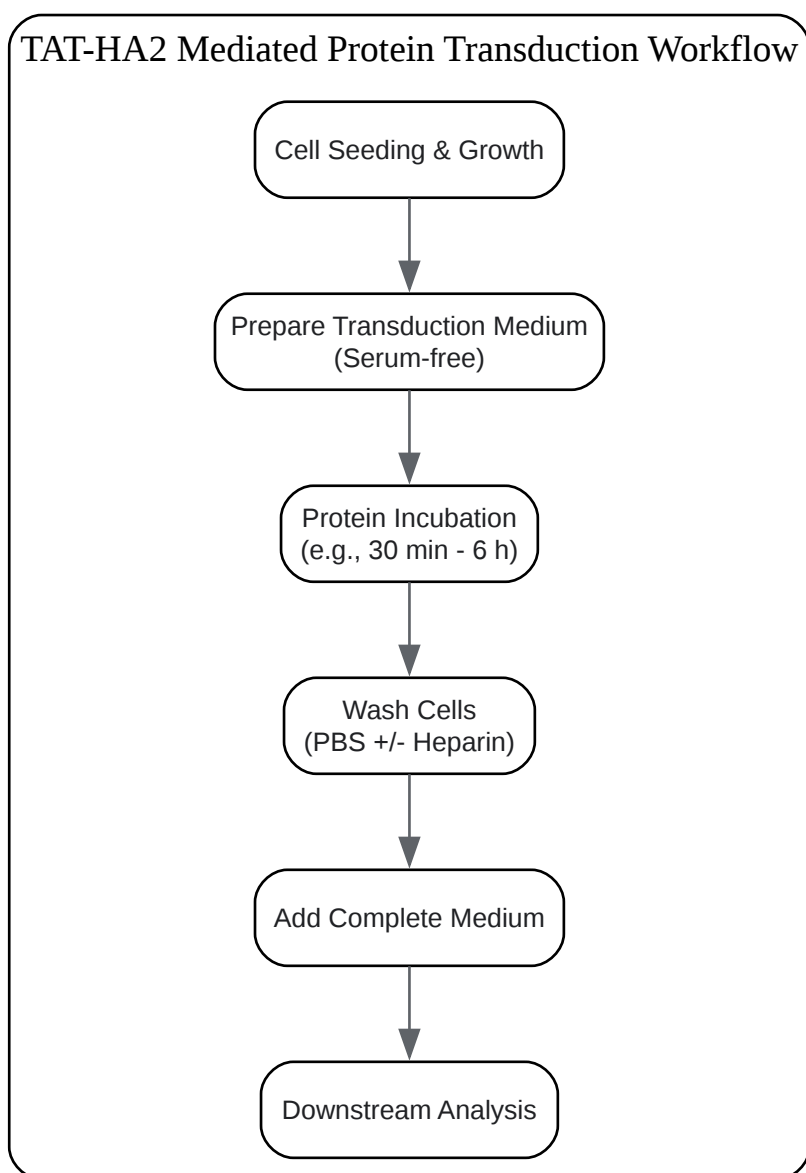 TAT-HA2 Mediated Protein Transduction Workflow
Cell Seeding & Growth
Prepare Transduction Medium
(Serum-free)
Protein Incubation
(e.g., 30 min - 6 h)
Wash Cells
(PBS +/- Heparin)
Add Complete Medium
Downstream Analysis